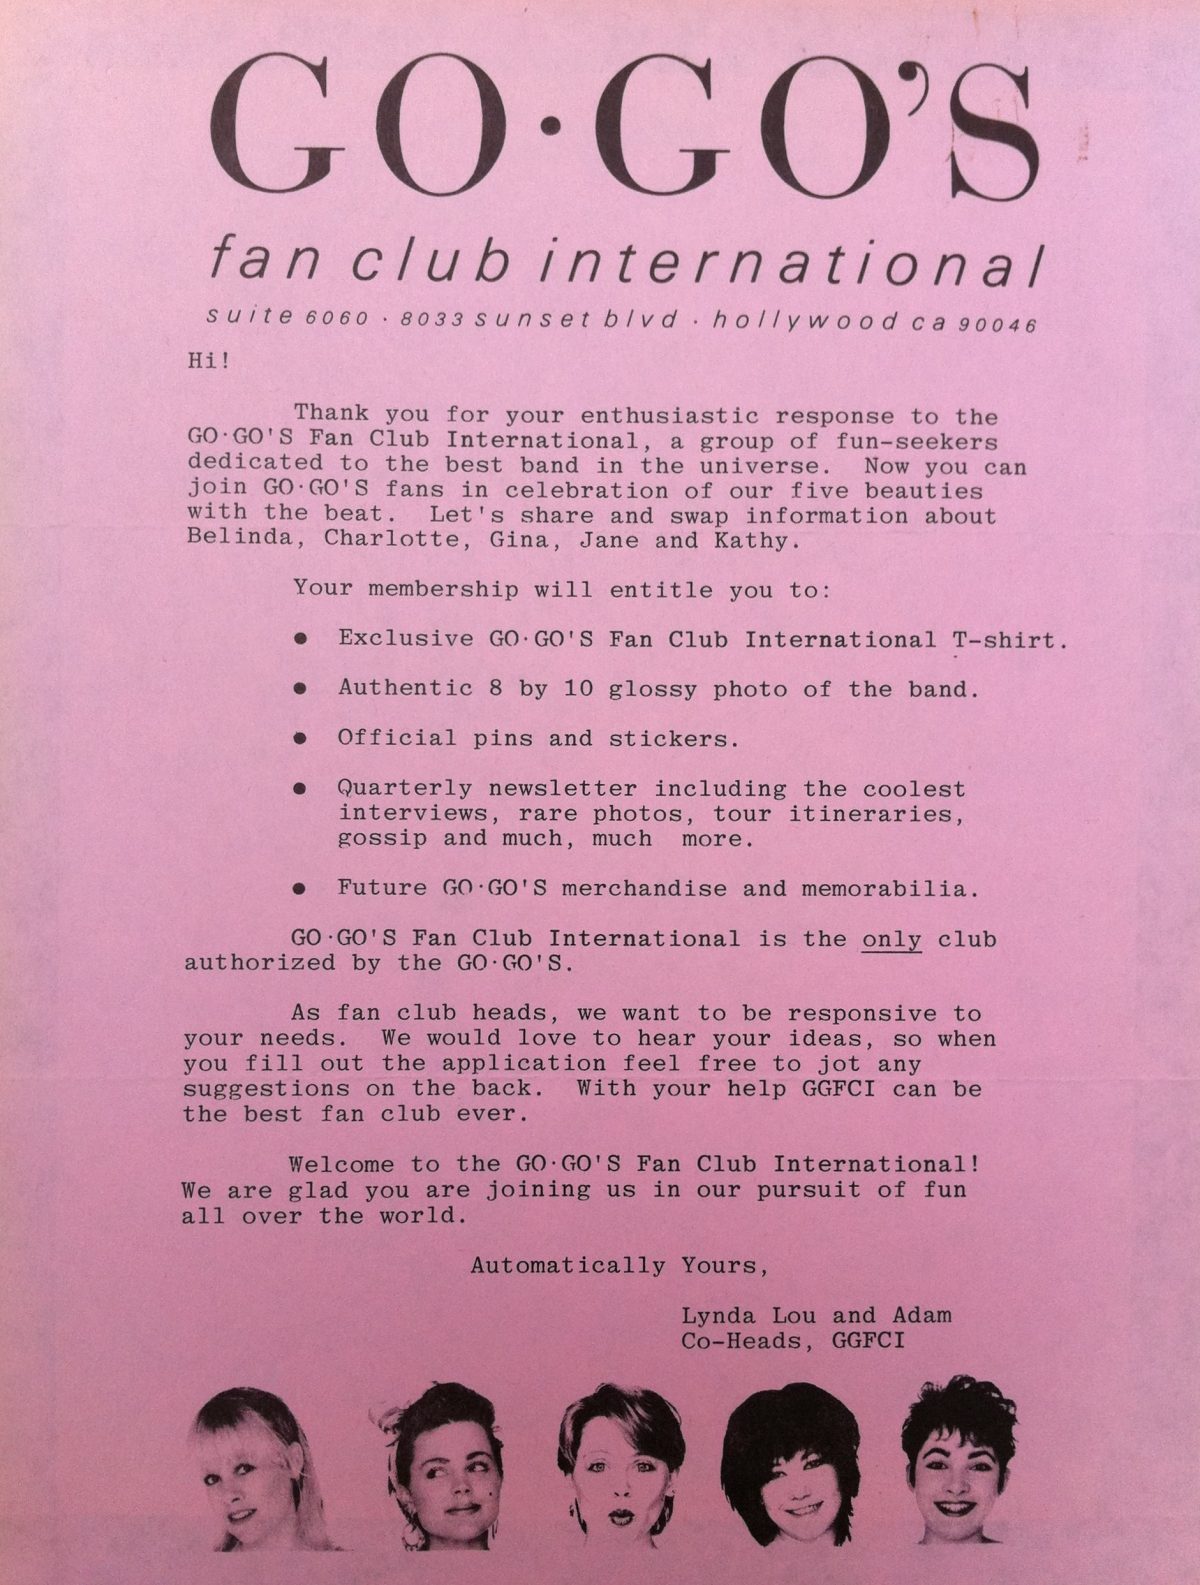 GO·GO'S
fan club international
suite 6060 · 8033 sunset blvd · hollywood ca 90046
Hi!
Thank you for your enthusiastic response to the
GO·GO'S Fan Club International, a group of fun-seekers
dedicated to the best band in the universe.  Now you can
join GO·GO'S fans in celebration of our five beauties
with the beat.  Let's share and swap information about
Belinda, Charlotte, Gina, Jane and Kathy.
Your membership will entitle you to:
● Exclusive GO·GO'S Fan Club International T-shirt.
● Authentic 8 by 10 glossy photo of the band.
● Official pins and stickers.
● Quarterly newsletter including the coolest
interviews, rare photos, tour itineraries,
gossip and much, much  more.
● Future GO·GO'S merchandise and memorabilia.
GO·GO'S Fan Club International is the only club
authorized by the GO·GO'S.
As fan club heads, we want to be responsive to
your needs.  We would love to hear your ideas, so when
you fill out the application feel free to jot any
suggestions on the back.  With your help GGFCI can be
the best fan club ever.
Welcome to the GO·GO'S Fan Club International!
We are glad you are joining us in our pursuit of fun
all over the world.
Automatically Yours,
Lynda Lou and Adam
Co-Heads, GGFCI